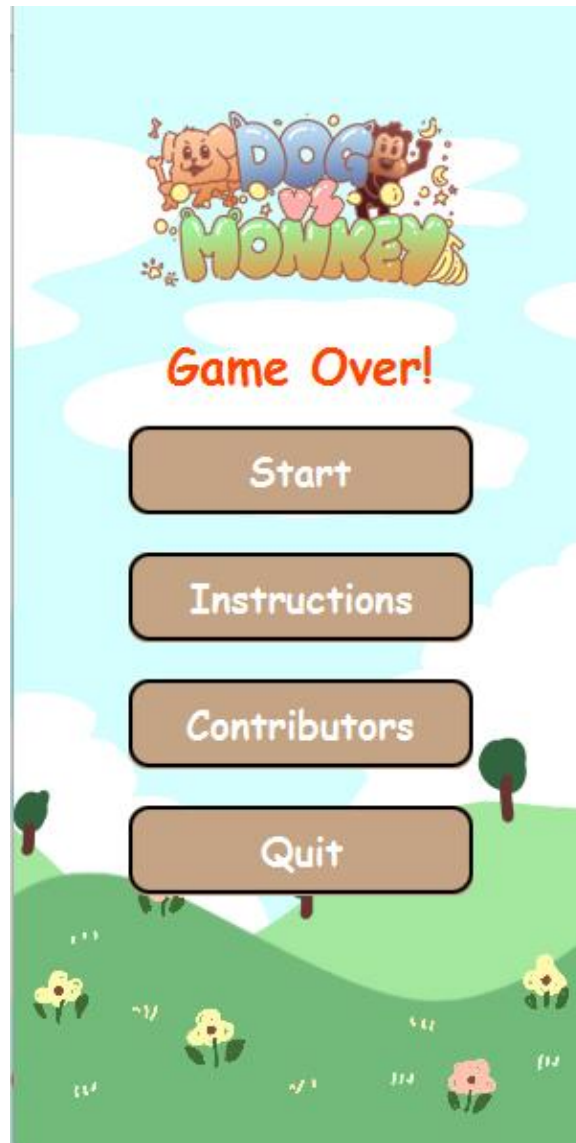 DOG
VS
MONKEY
Game Over!
Start
Instructions
Contributors
Quit